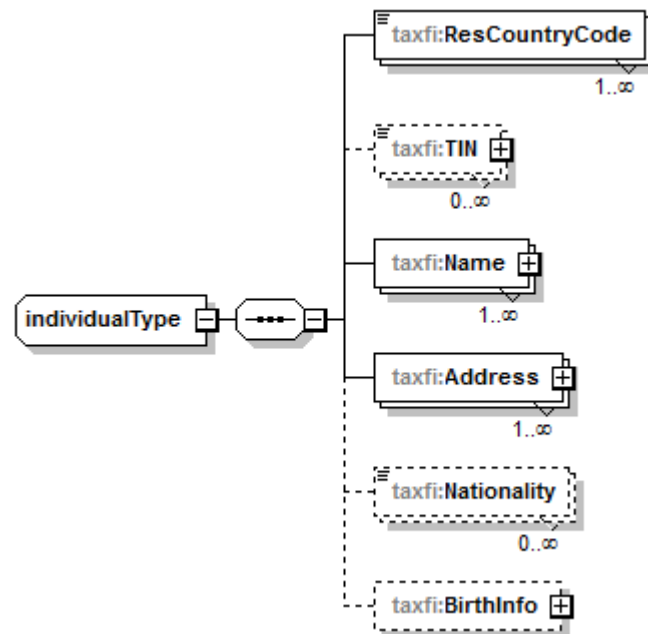 taxfi:ResCountryCode
1..∞
taxfi:TIN
0..∞
taxfi:Name
1..∞
individualType
taxfi:Address
1..∞
taxfi:Nationality
0..∞
taxfi:BirthInfo